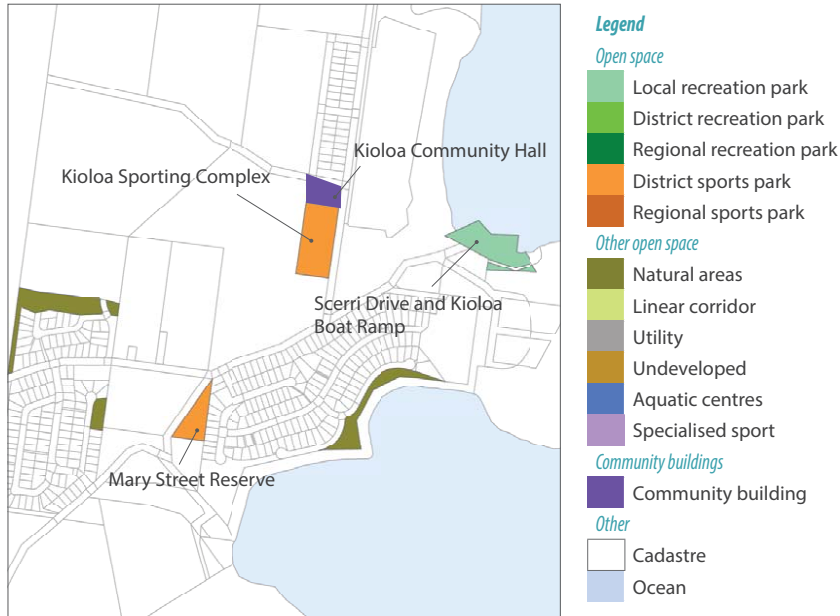 Kioloa Community Hall
Kioloa Sporting Complex
Scerri Drive and Kioloa
Boat Ramp
Mary Street Reserve
Legend
Open space
Local recreation park
District recreation park
Regional recreation park
District sports park
Regional sports park
Other open space
Natural areas
Linear corridor
Utility
Undeveloped
Aquatic centres
Specialised sport
Community buildings
Community building
Other
Cadastre
Ocean